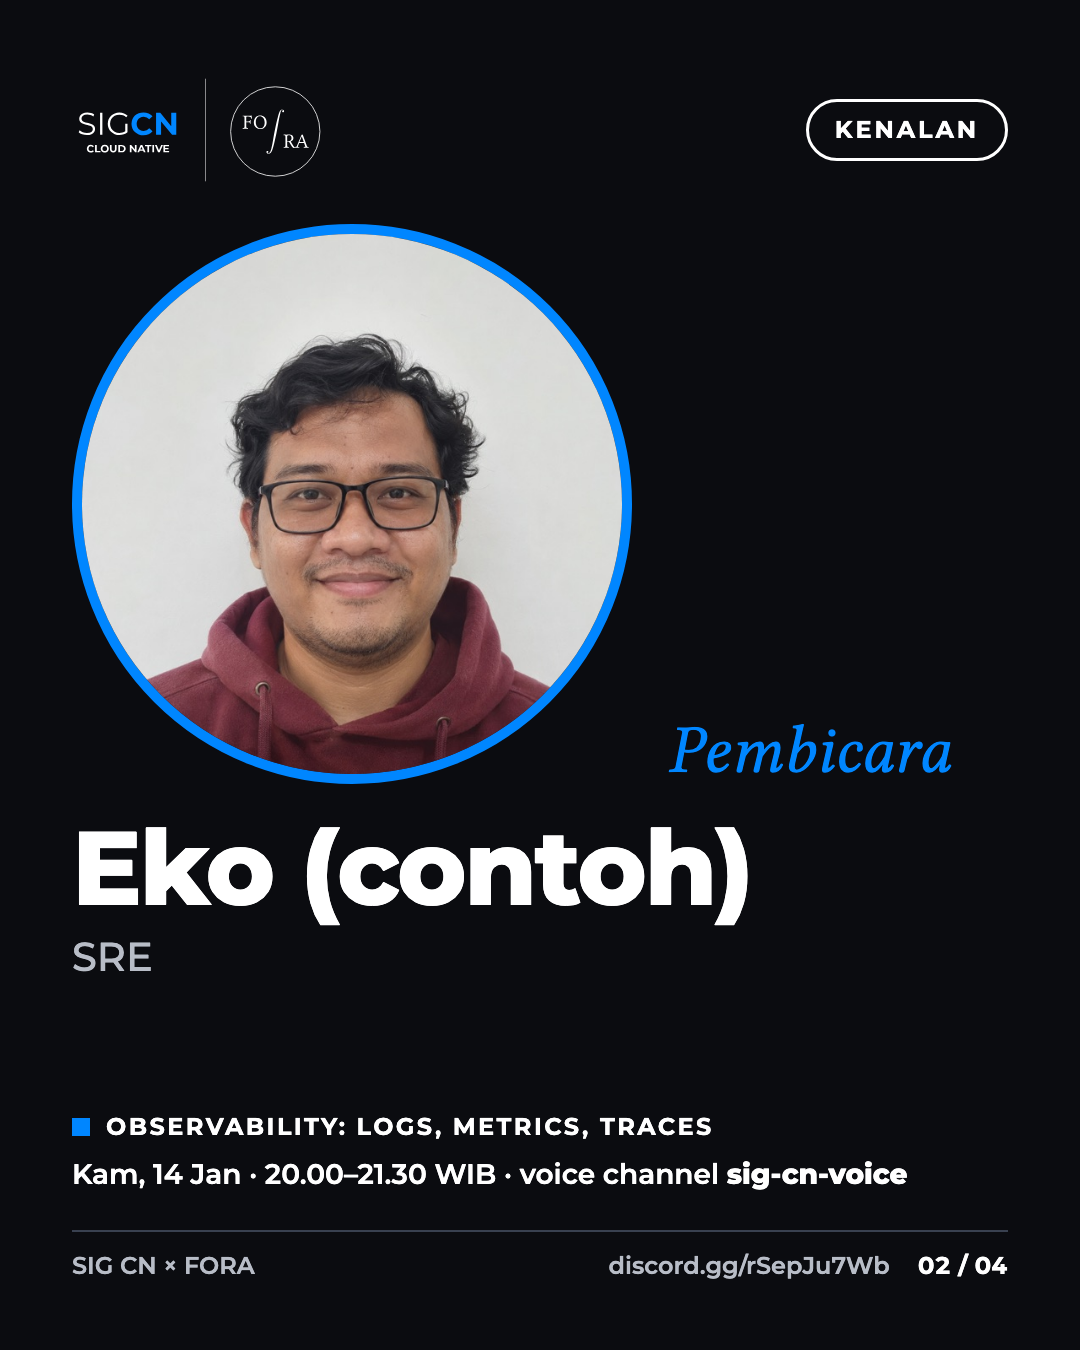 SIGCN
CLOUD NATIVE
FO RA
KENALAN
Pembicara
Eko (contoh)
SRE
OBSERVABILITY: LOGS, METRICS, TRACES
Kam, 14 Jan · 20.00–21.30 WIB · voice channel sig-cn-voice
SIG CN × FORA
discord.gg/rSepJu7Wb 02 / 04